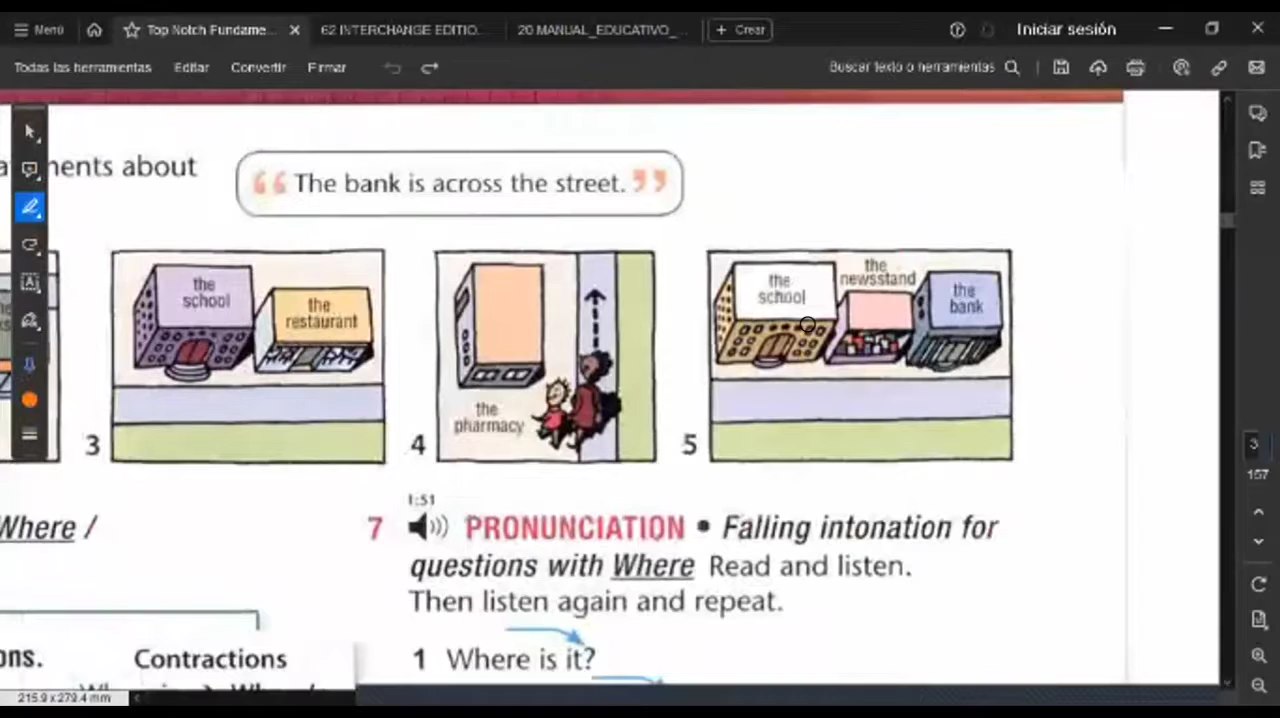 Menú
Top Notch Fundame...
62 INTERCHANGE EDITIO...
20 MANUAL_EDUCATIVO_...
+ Crear
Iniciar sesión
Todas las herramientas
Editar
Convertir
Firmar
Buscar texto o herramientas
ments about
“ The bank is across the street. ”
the
school
the
restaurant
3
the
pharmacy
4
the
school
the
newsstand
the
bank
5
3
157
Where /
1:51
7 PRONUNCIATION • Falling intonation for
questions with Where Read and listen.
Then listen again and repeat.
ons.
Contractions
1 Where is it?
215.9 x 279.4 mm